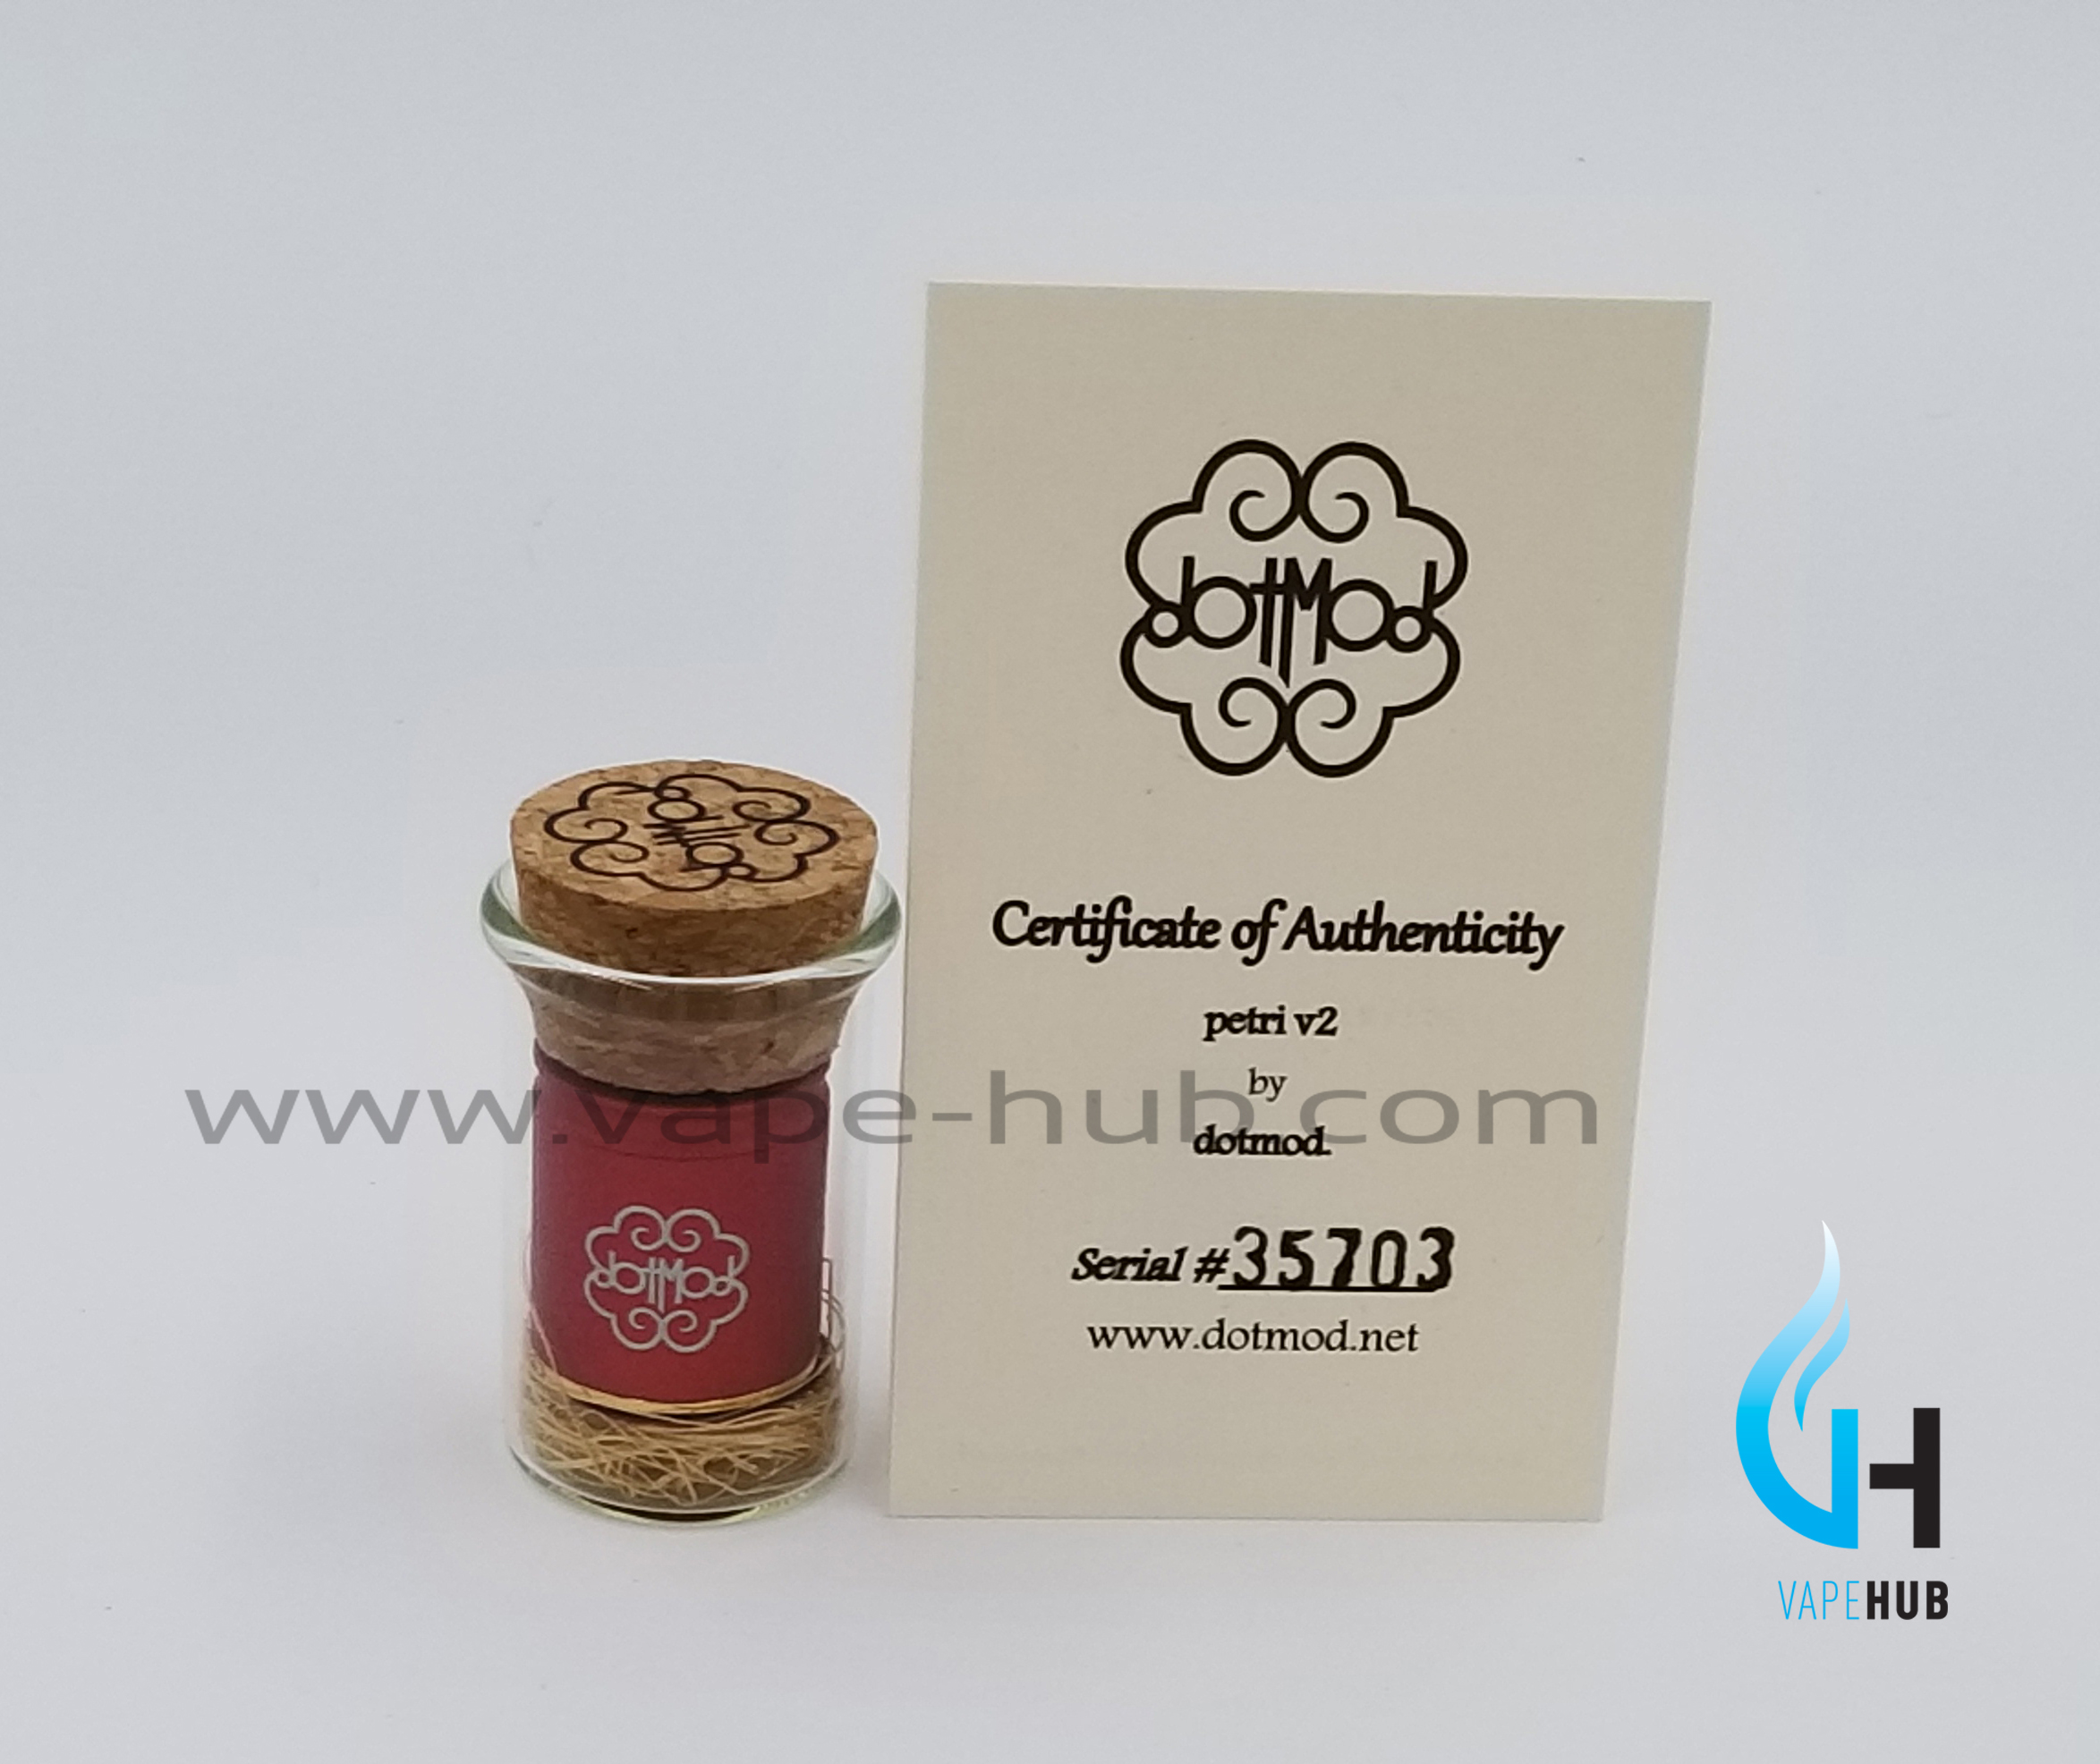 dotMod
Certificate of Authenticity
petri v2
by
dotmod.
Serial #35703
www.dotmod.net
dotMod
dotMod
www.vape-hub.com
VAPEHUB